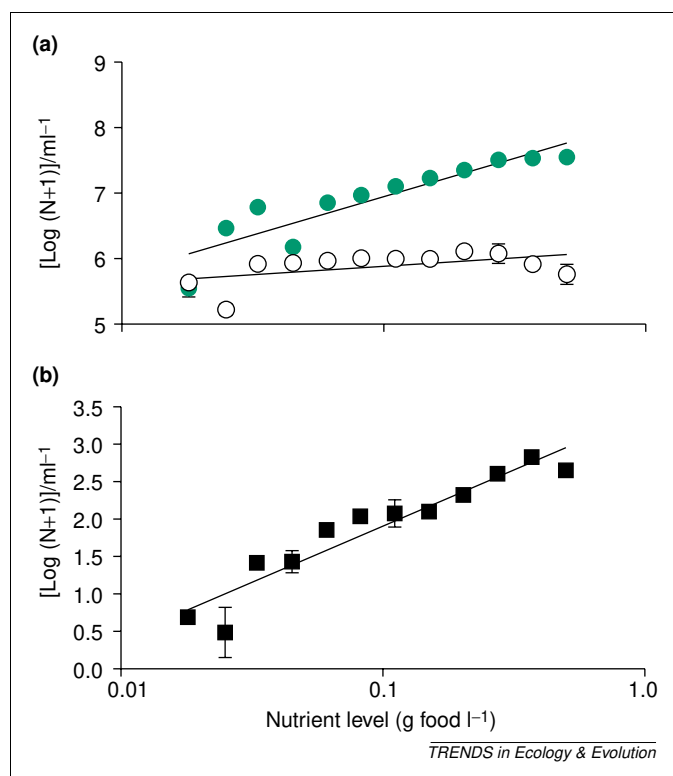 (a)
9
8
7
6
5
[Log (N+1)]/ml⁻¹
(b)
3.5
3.0
2.5
2.0
1.5
1.0
0.5
0.0
[Log (N+1)]/ml⁻¹
0.01 0.1 1.0
Nutrient level (g food l⁻¹)
TRENDS in Ecology & Evolution